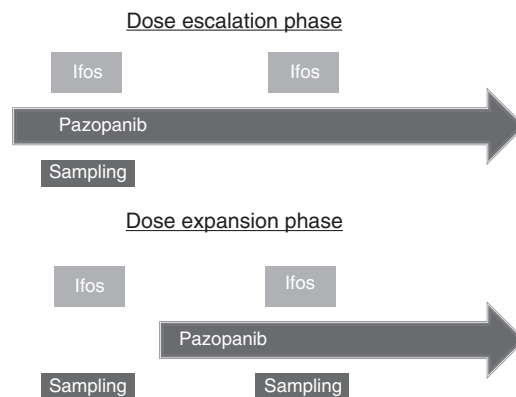 Dose escalation phase
Ifos Ifos
Pazopanib
Sampling
Dose expansion phase
Ifos Ifos
Pazopanib
Sampling Sampling